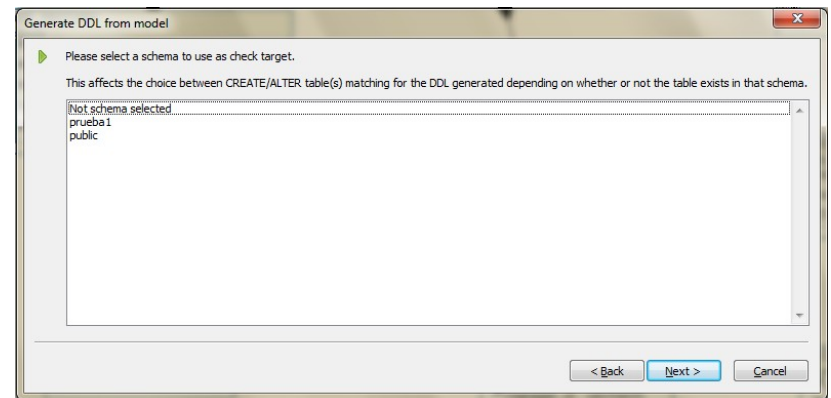 Generate DDL from model
Please select a schema to use as check target.
This affects the choice between CREATE/ALTER table(s) matching for the DDL generated depending on whether or not the table exists in that schema.
Not schema selected
prueba1
public
< Back
Next >
Cancel